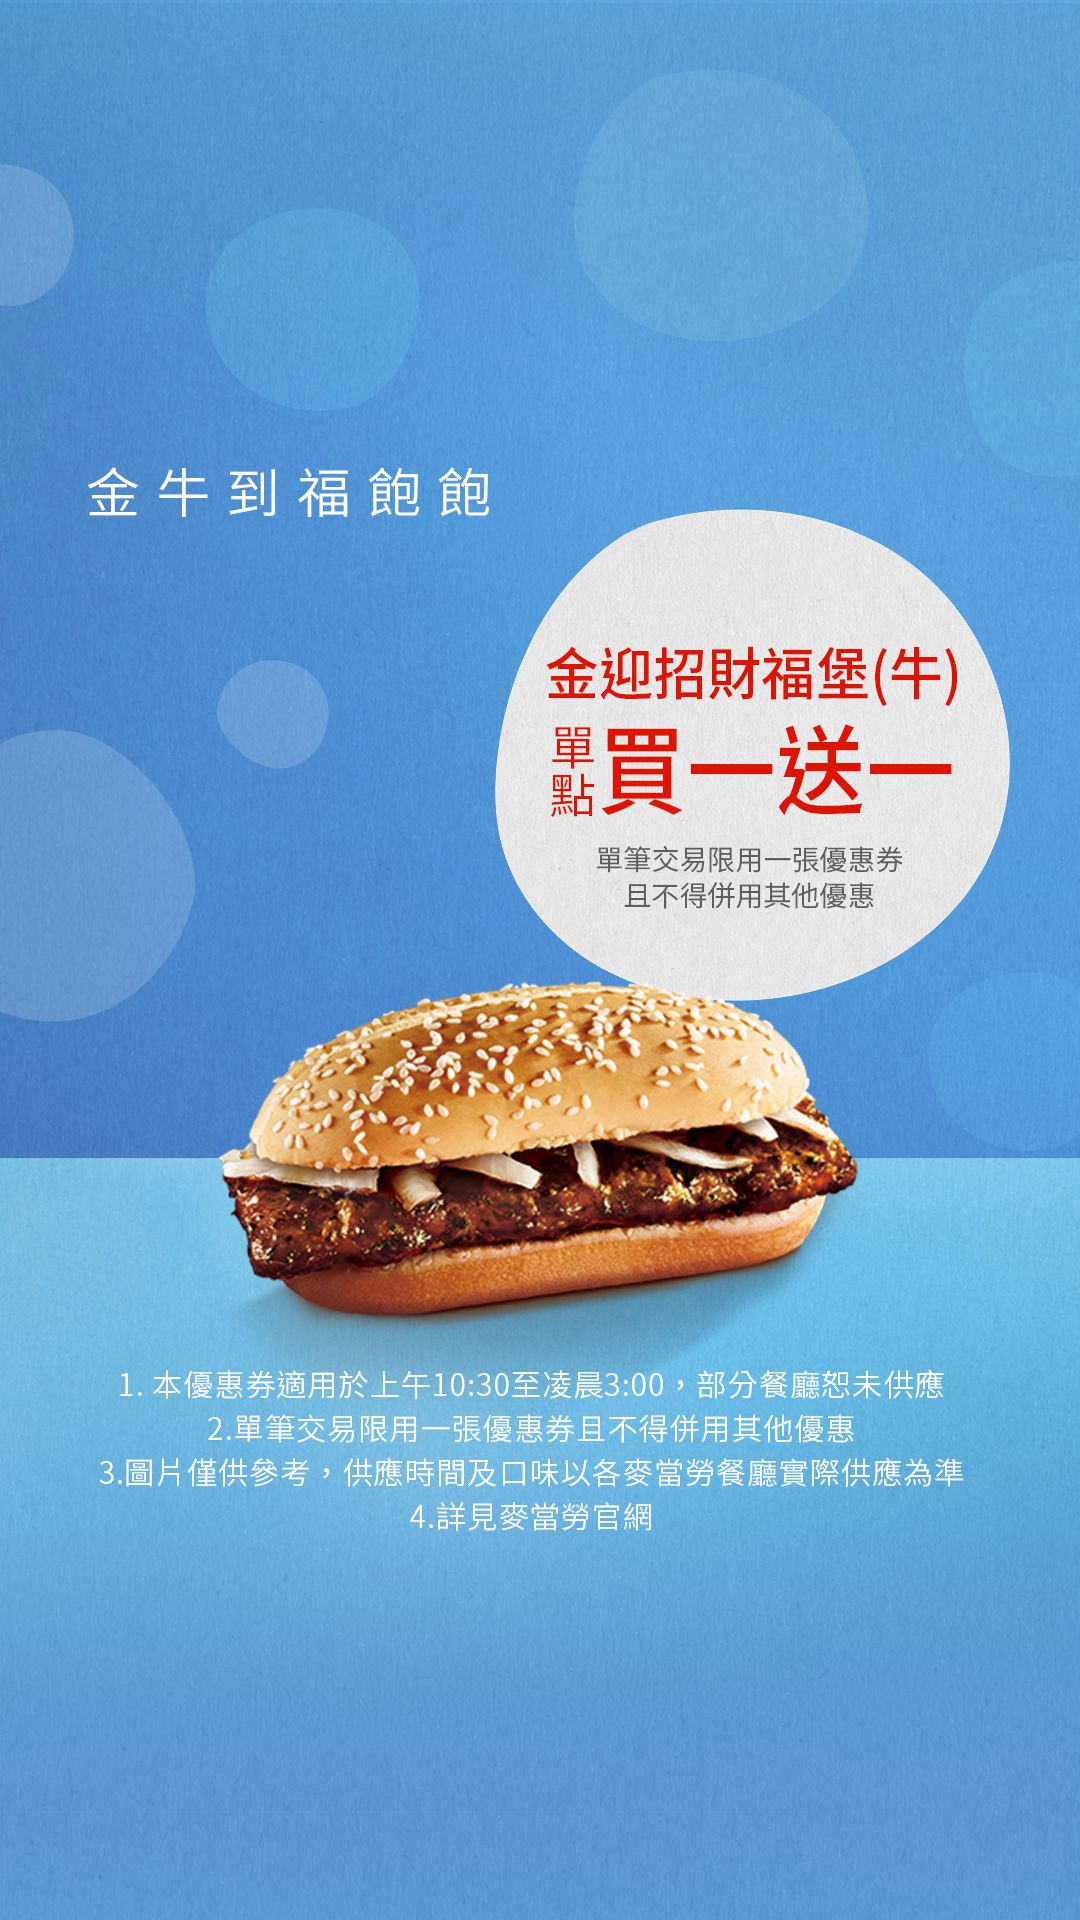 金牛到福飽飽
金迎招財福堡(牛)
單點買一送一
單筆交易限用一張優惠券
且不得併用其他優惠
1. 本優惠券適用於上午10:30至凌晨3:00，部分餐廳恕未供應
2.單筆交易限用一張優惠券且不得併用其他優惠
3.圖片僅供參考，供應時間及口味以各麥當勞餐廳實際供應為準
4.詳見麥當勞官網